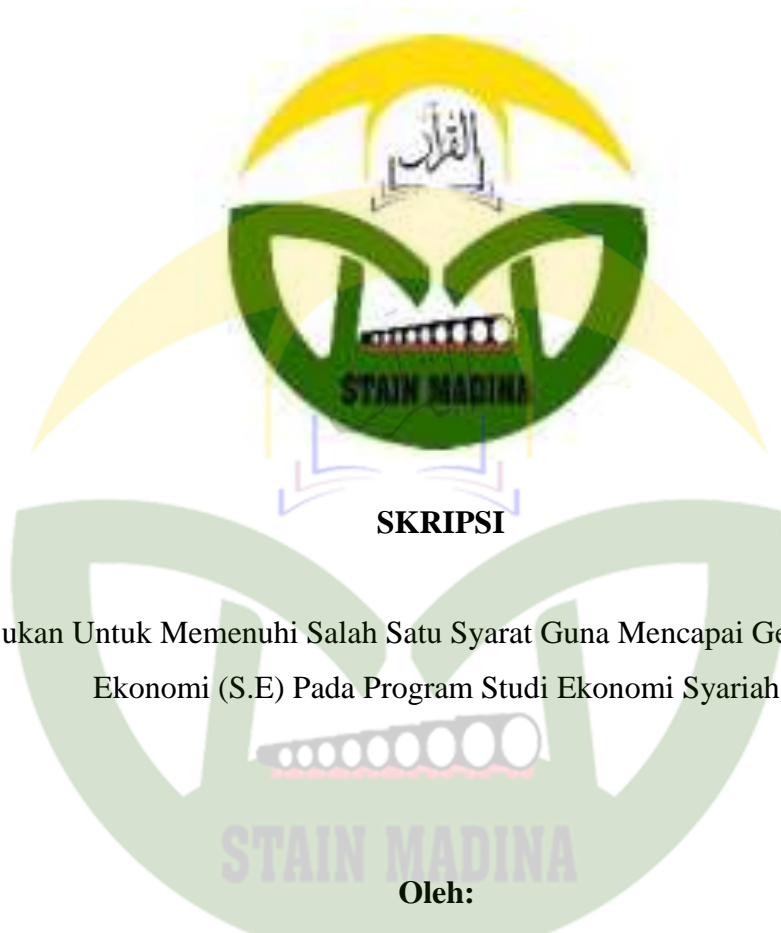 القرآن
STAIN MADINA
SKRIPSI
ukan Untuk Memenuhi Salah Satu Syarat Guna Mencapai Ge
Ekonomi (S.E) Pada Program Studi Ekonomi Syariah
STAIN MADINA
Oleh: